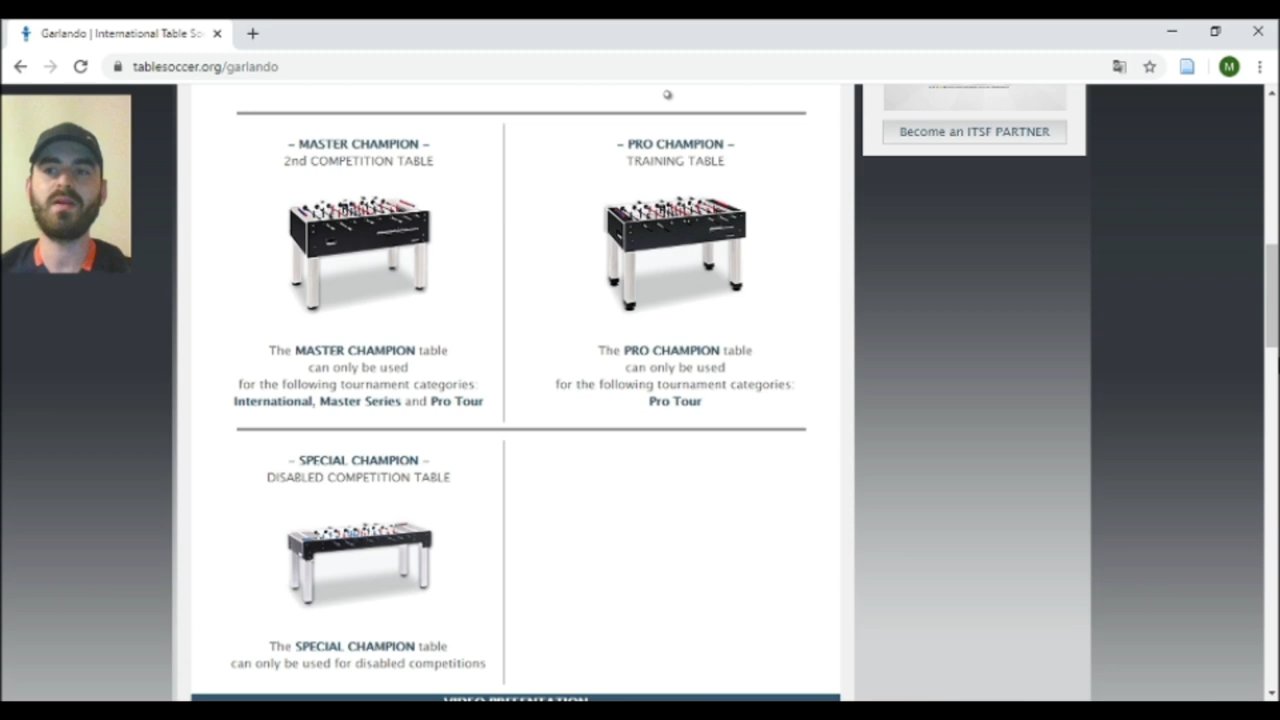 Garlando | International Table So
tablesoccer.org/garlando
M
Become an ITSF PARTNER
– MASTER CHAMPION –
2nd COMPETITION TABLE
– PRO CHAMPION –
TRAINING TABLE
The MASTER CHAMPION table
can only be used
for the following tournament categories:
International, Master Series and Pro Tour
The PRO CHAMPION table
can only be used
for the following tournament categories:
Pro Tour
– SPECIAL CHAMPION –
DISABLED COMPETITION TABLE
The SPECIAL CHAMPION table
can only be used for disabled competitions
VIDEO PRESENTATION